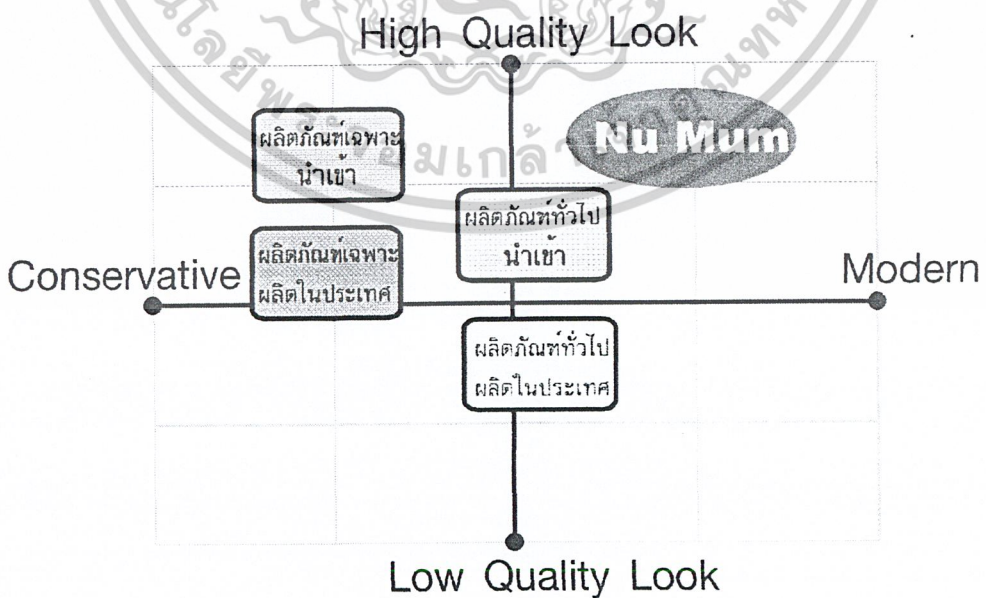 High Quality Look
Nu Mum
ผลิตภัณฑ์เฉพาะ
นำเข้า
ผลิตภัณฑ์ทั่วไป
นำเข้า
ผลิตภัณฑ์เฉพาะ
ผลิตในประเทศ
Conservative
Modern
ผลิตภัณฑ์ทั่วไป
ผลิตในประเทศ
Low Quality Look